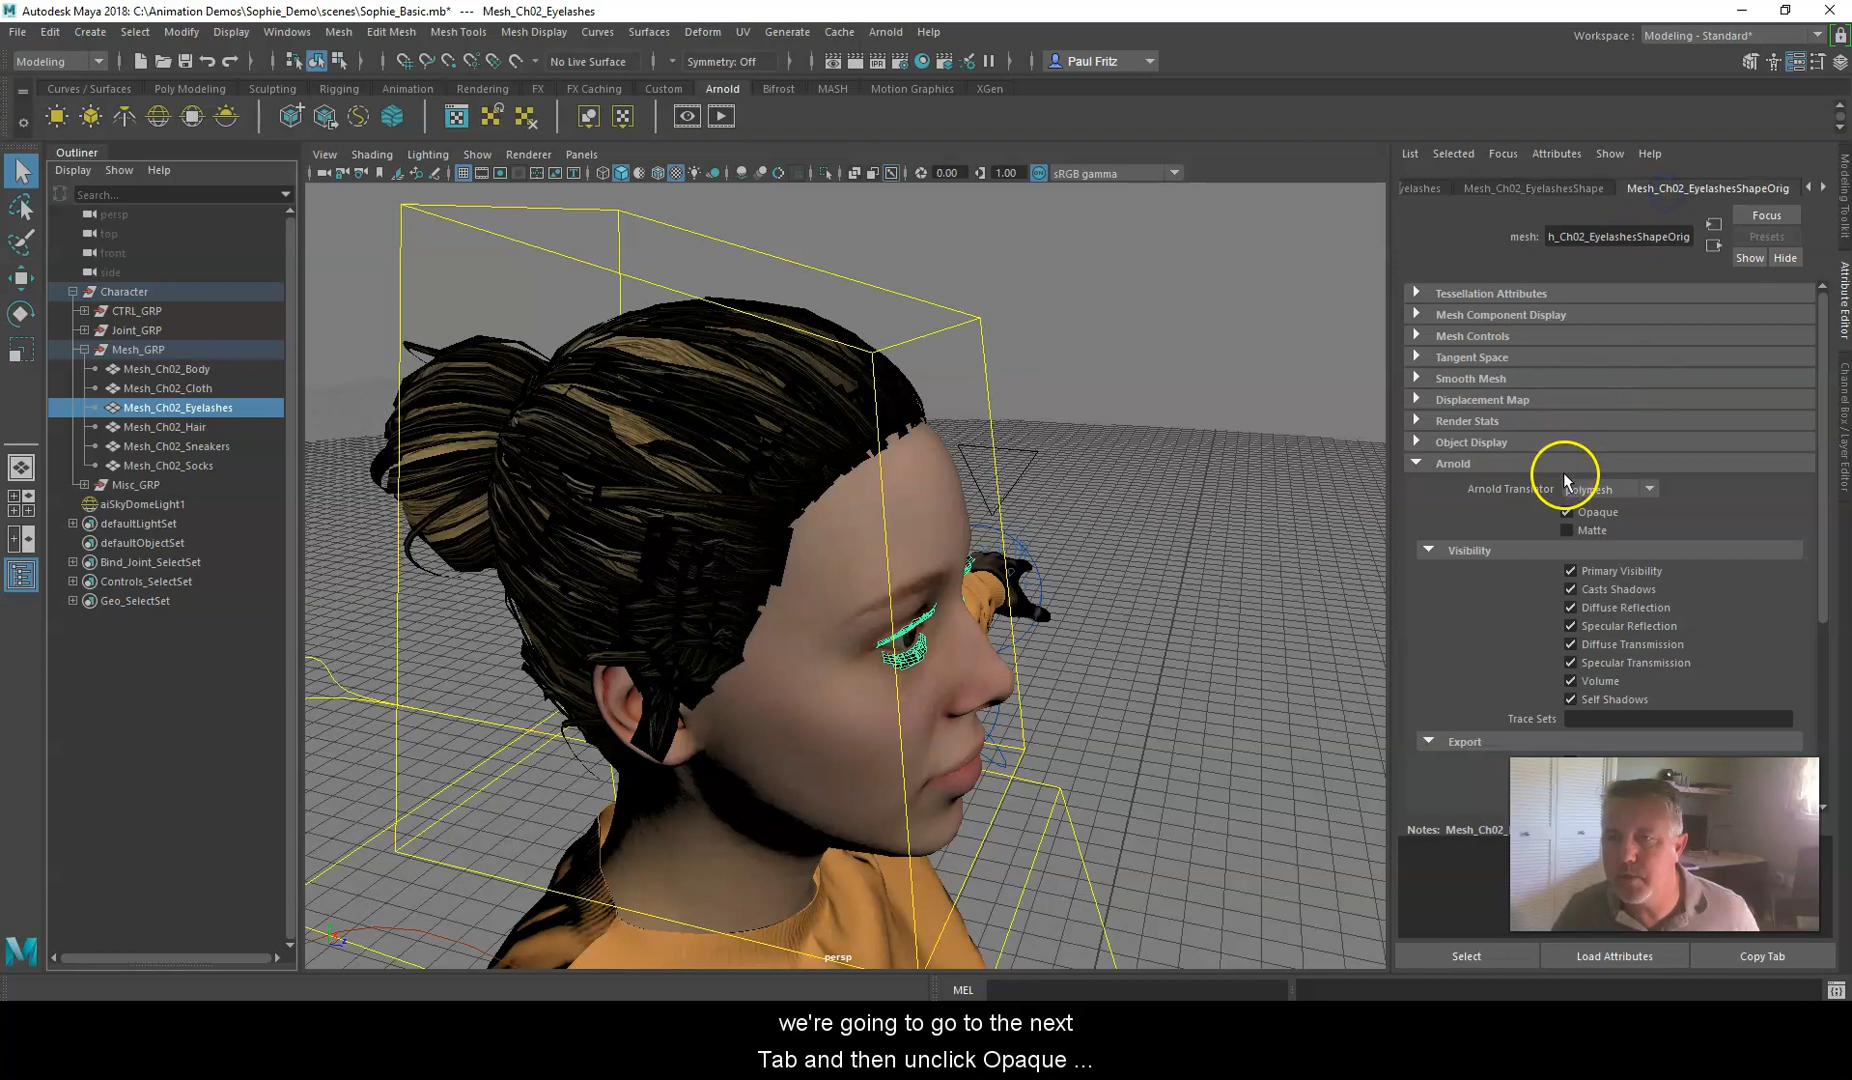 Autodesk Maya 2018: C:\Animation Demos\Sophie_Demo\scenes\Sophie_Basic.mb* --- Mesh_Ch02_Eyelashes
File Edit Create Select Modify Display Windows Mesh Edit Mesh Mesh Tools Mesh Display Curves Surfaces Deform UV Generate Cache Arnold Help
Workspace : Modeling - Standard*
Modeling No Live Surface Symmetry: Off Paul Fritz
Curves / Surfaces Poly Modeling Sculpting Rigging Animation Rendering FX FX Caching Custom Arnold Bifrost MASH Motion Graphics XGen
Outliner
Display Show Help
Search...
persp
top
front
side
Character
CTRL_GRP
Joint_GRP
Mesh_GRP
Mesh_Ch02_Body
Mesh_Ch02_Cloth
Mesh_Ch02_Eyelashes
Mesh_Ch02_Hair
Mesh_Ch02_Sneakers
Mesh_Ch02_Socks
Misc_GRP
aiSkyDomeLight1
defaultLightSet
defaultObjectSet
Bind_Joint_SelectSet
Controls_SelectSet
Geo_SelectSet
View Shading Lighting Show Renderer Panels
0.00 1.00 sRGB gamma
persp
List Selected Focus Attributes Show Help
yelashes Mesh_Ch02_EyelashesShape Mesh_Ch02_EyelashesShapeOrig
Focus
mesh: h_Ch02_EyelashesShapeOrig Presets
Show Hide
Tessellation Attributes
Mesh Component Display
Mesh Controls
Tangent Space
Smooth Mesh
Displacement Map
Render Stats
Object Display
Arnold
Arnold Translator polymesh
Opaque
Matte
Visibility
Primary Visibility
Casts Shadows
Diffuse Reflection
Specular Reflection
Diffuse Transmission
Specular Transmission
Volume
Self Shadows
Trace Sets
Export
Notes: Mesh_Ch02_
Select Load Attributes Copy Tab
Modeling Toolkit
Attribute Editor
Channel Box / Layer Editor
MEL
we're going to go to the next
Tab and then unclick Opaque ...